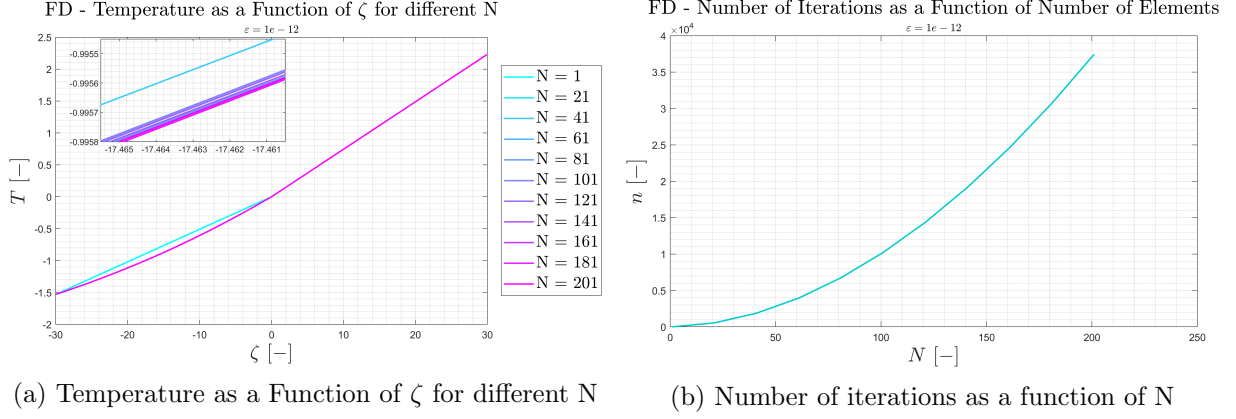 FD - Temperature as a Function of ζ for different N
ε = 1e − 12
2.5
2
1.5
1
0.5
0
-0.5
-1
-1.5
-2
-0.9955
-0.9956
-0.9957
-0.9958
-17.465
-17.464
-17.463
-17.462
-17.461
-30
-20
-10
0
10
20
30
T [−]
ζ [−]
N = 1
N = 21
N = 41
N = 61
N = 81
N = 101
N = 121
N = 141
N = 161
N = 181
N = 201
(a) Temperature as a Function of ζ for different N
FD - Number of Iterations as a Function of Number of Elements
ε = 1e − 12
×10⁴
4
3.5
3
2.5
2
1.5
1
0.5
0
0
50
100
150
200
250
n [−]
N [−]
(b) Number of iterations as a function of N